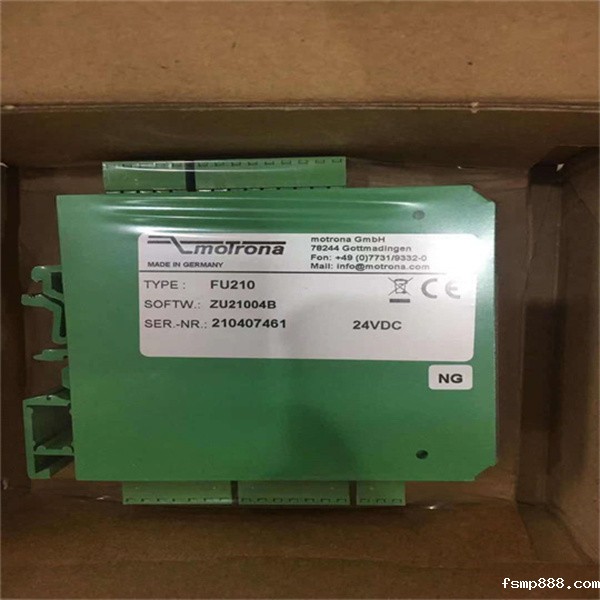 motrona
MADE IN GERMANY
motrona GmbH
78244 Gottmadingen
Fon: +49 (0)7731/9332-0
Mail: info@motrona.com
TYPE : FU210
SOFTW.: ZU21004B
SER.-NR.: 210407461 24VDC
CE
NG
fsmp888.com